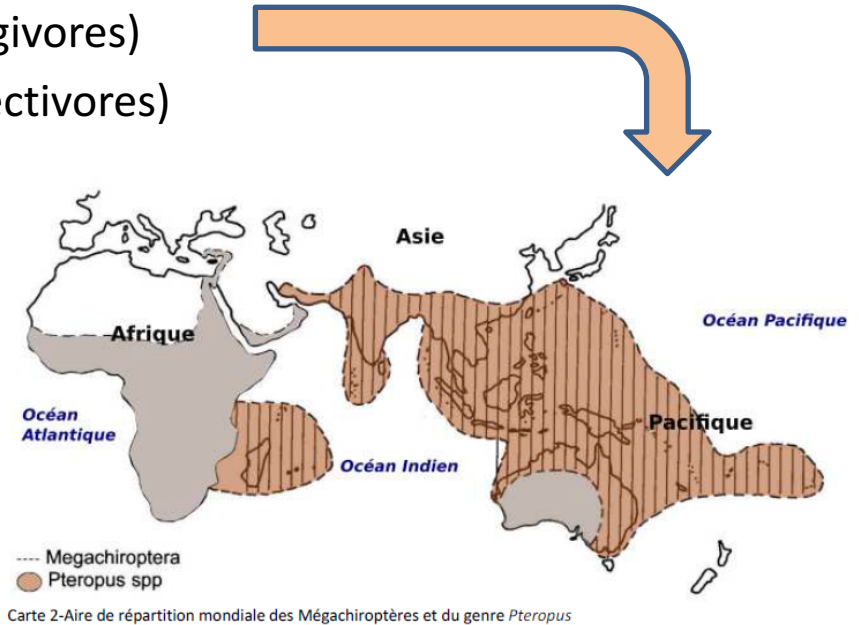 givores)
ectivores)
Asie
Afrique
Océan Pacifique
Océan
Atlantique
Pacifique
Océan Indien
Megachiroptera
Pteropus spp
Carte 2-Aire de répartition mondiale des Mégachiroptères et du genre Pteropus